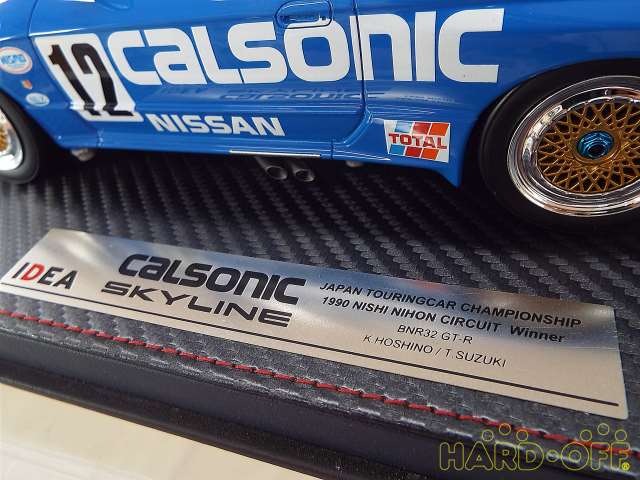 CALSONIC
12
NISSAN
TOTAL
IDEA
CALSONIC
SKYLINE
JAPAN TOURINGCAR CHAMPIONSHIP
1990 NISHI NIHON CIRCUIT Winner
BNR32 GT-R
K.HOSHINO / T.SUZUKI
HARD-OFF